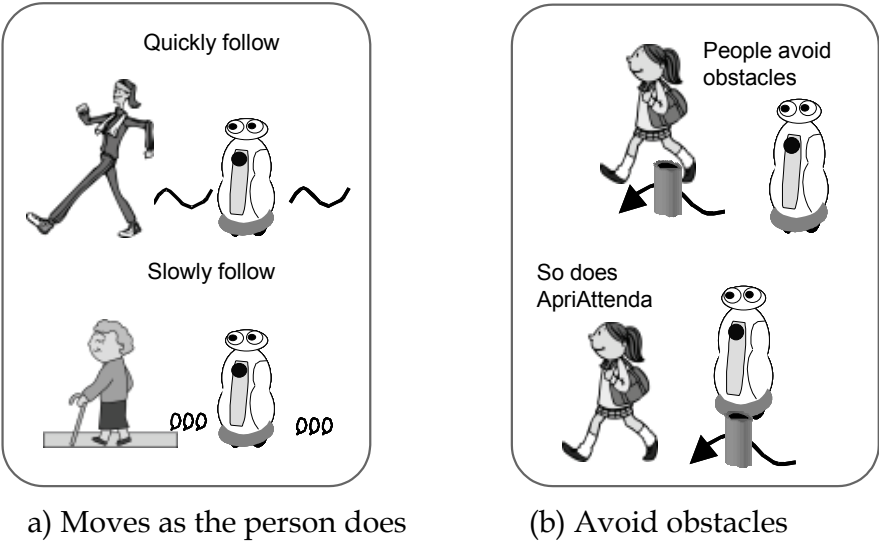 Quickly follow
Slowly follow
People avoid
obstacles
So does
ApriAttenda
a) Moves as the person does
(b) Avoid obstacles